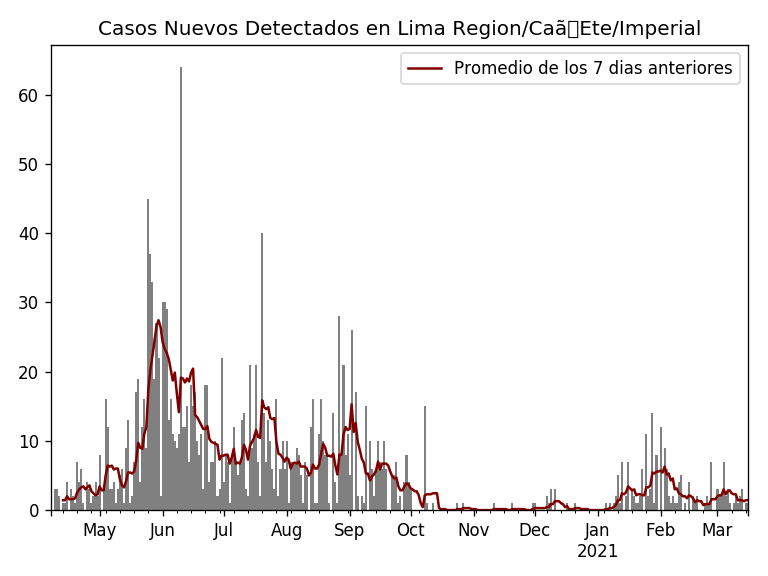 Casos Nuevos Detectados en Lima Region/Caã▯Ete/Imperial
Promedio de los 7 dias anteriores
60
50
40
30
20
10
0
May Jun Jul Aug Sep Oct Nov Dec Jan Feb Mar
2021